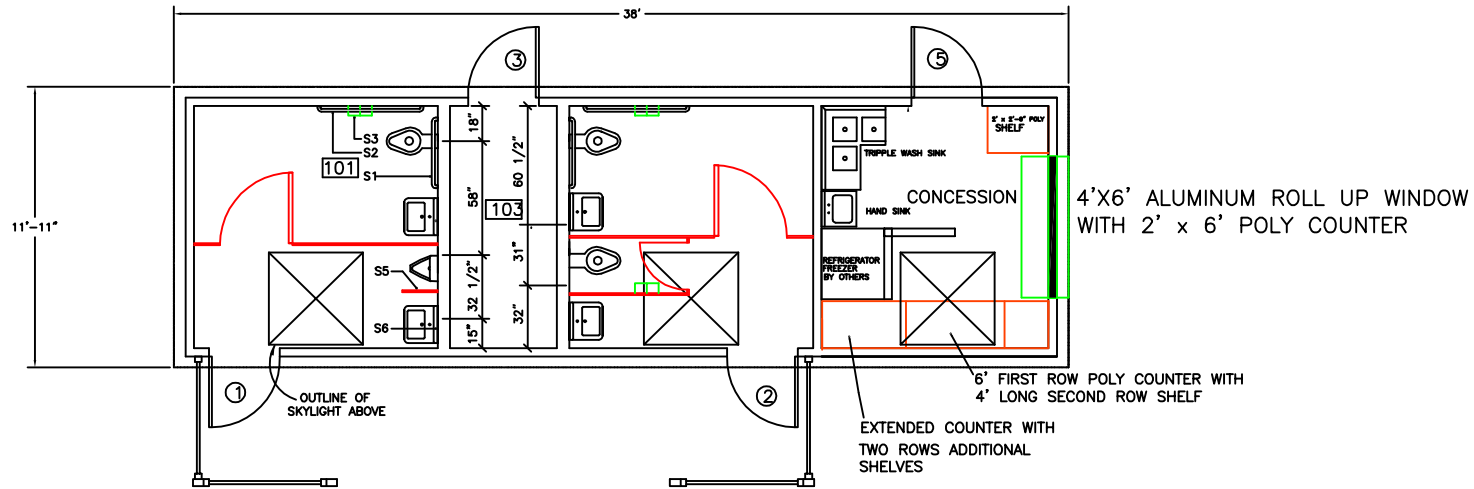 38'
3
5
11'-11"
18"
58"
32 1/2"
15"
60 1/2"
31"
32"
S3
S2
101
S1
103
S5
S6
2' x 2'-6" POLY
SHELF
TRIPPLE WASH SINK
CONCESSION
HAND SINK
REFRIGERATOR
FREEZER
BY OTHERS
4'X6' ALUMINUM ROLL UP WINDOW
WITH 2' x 6' POLY COUNTER
1
OUTLINE OF
SKYLIGHT ABOVE
2
6' FIRST ROW POLY COUNTER WITH
4' LONG SECOND ROW SHELF
EXTENDED COUNTER WITH
TWO ROWS ADDITIONAL
SHELVES